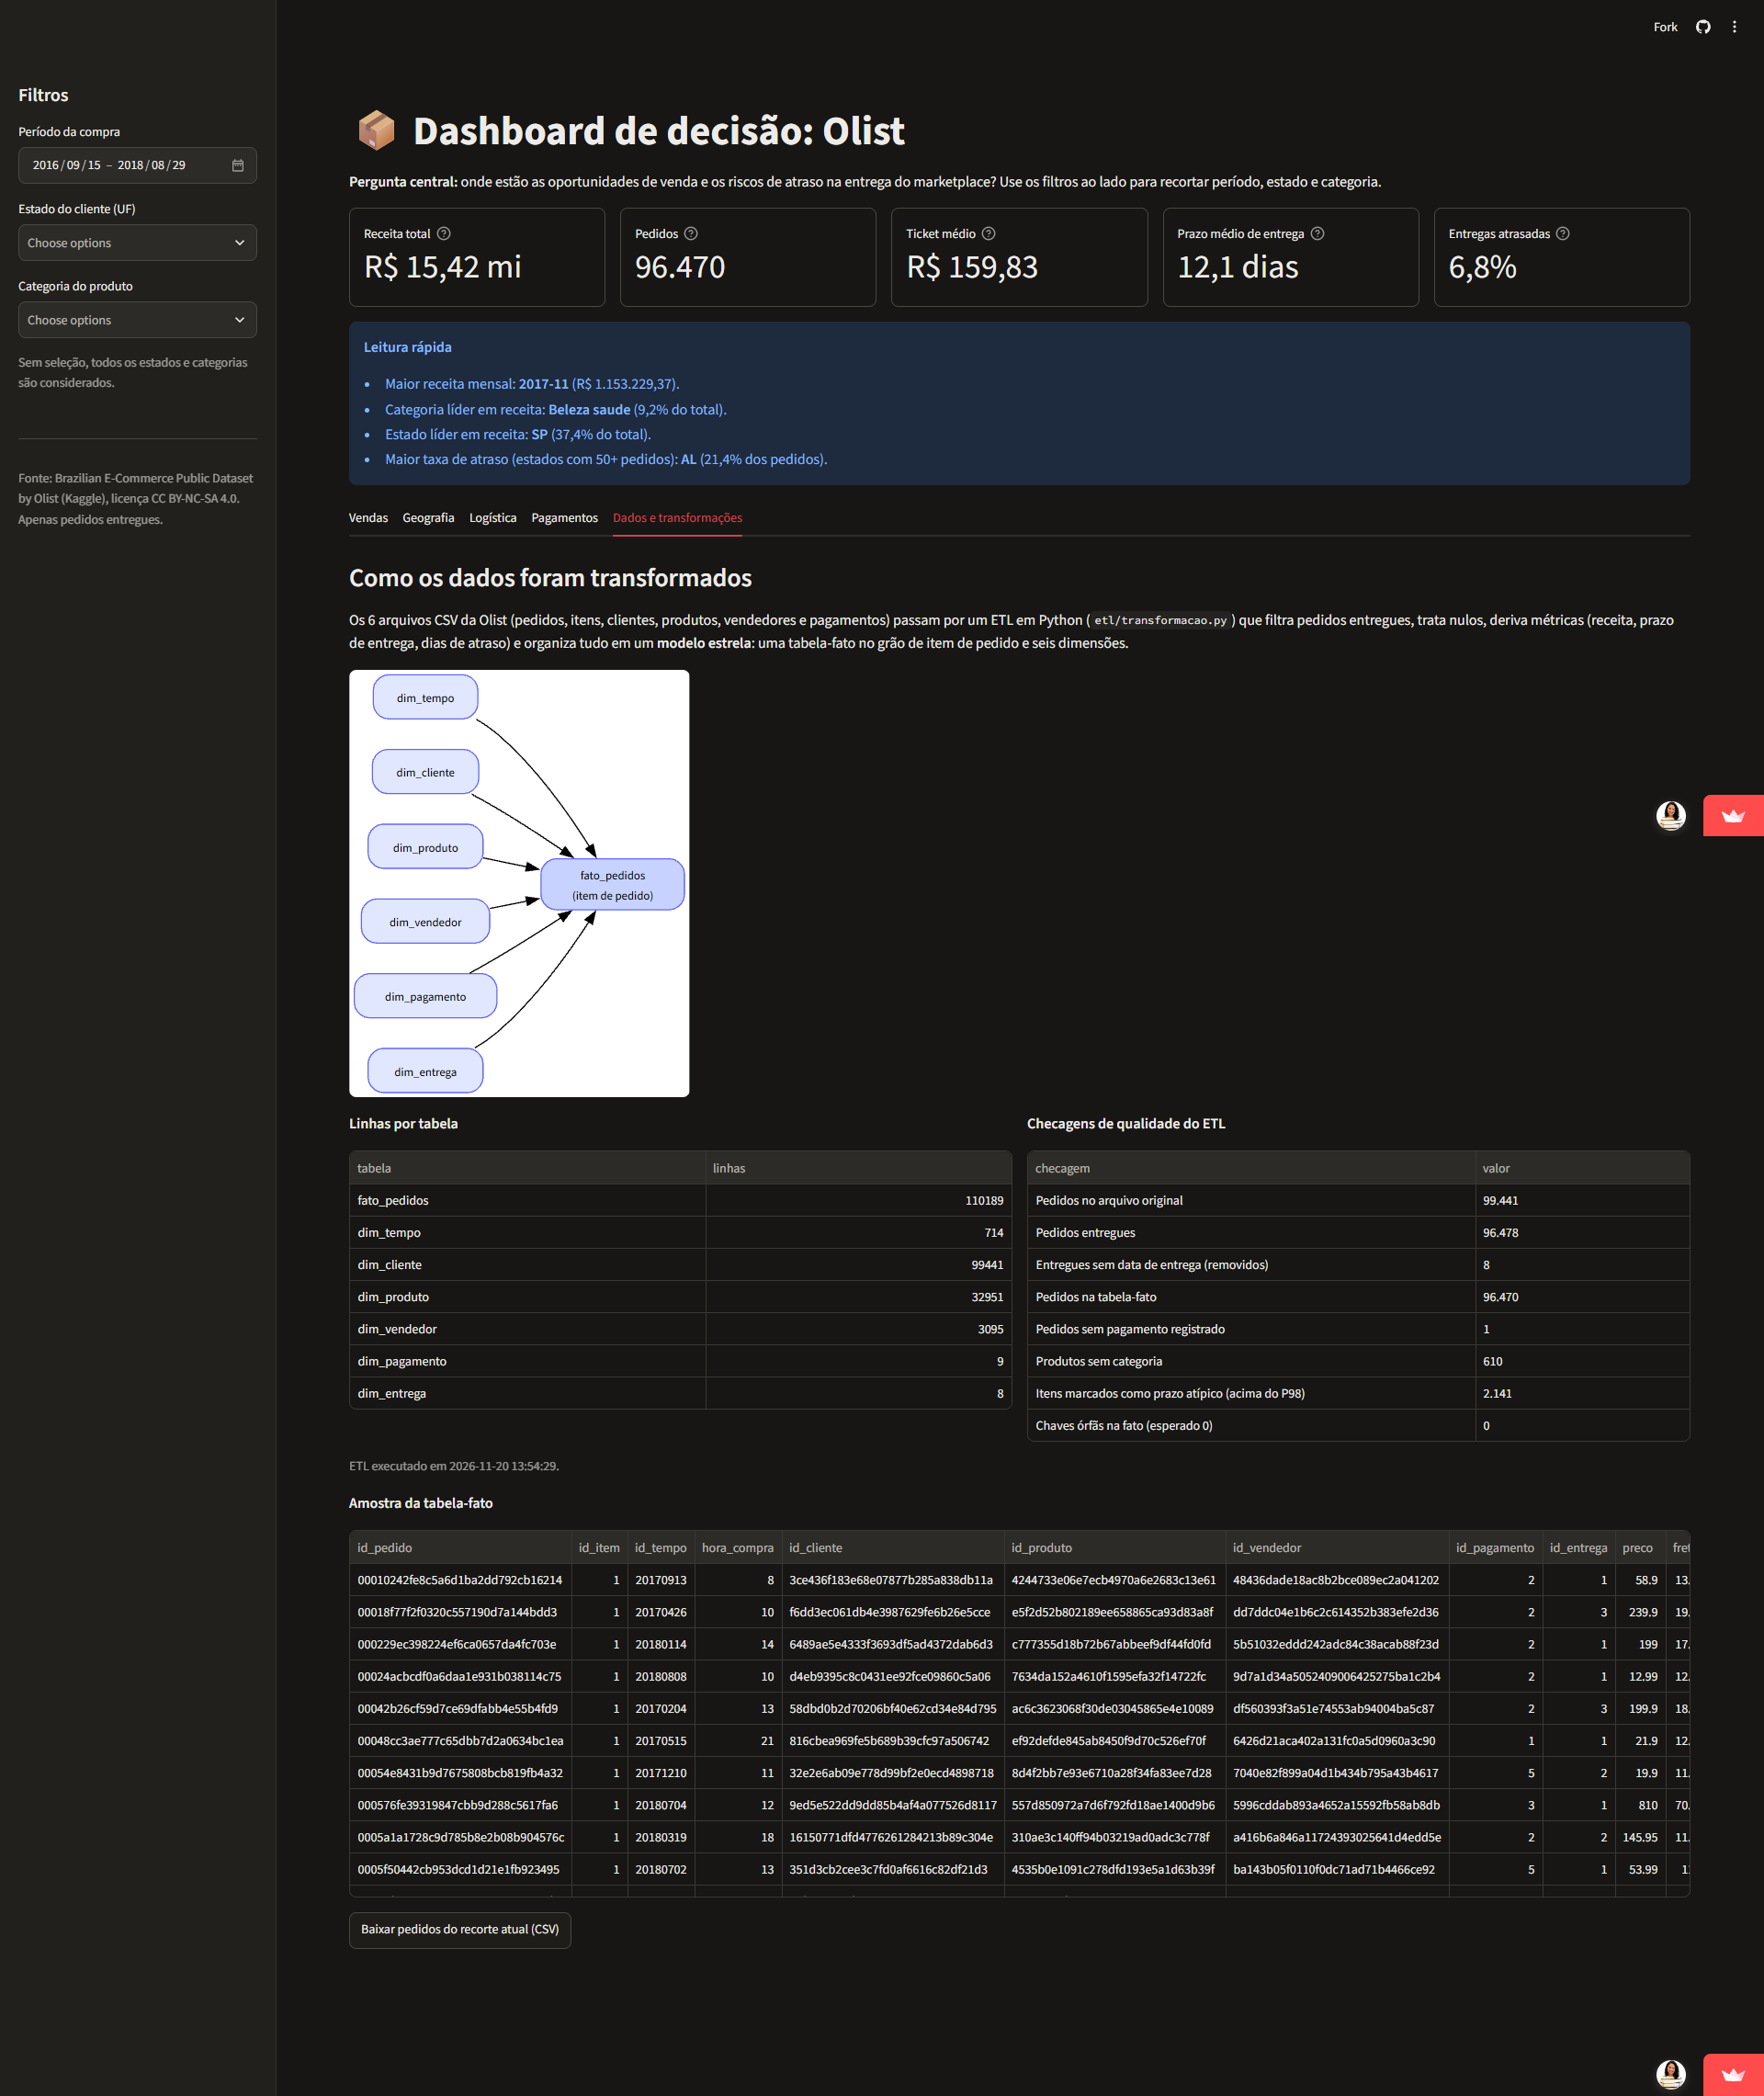 Fork
Filtros
Período da compra
2016/09/15 – 2018/08/29
Estado do cliente (UF)
Choose options
Categoria do produto
Choose options
Sem seleção, todos os estados e categorias
são considerados.
Fonte: Brazilian E-Commerce Public Dataset
by Olist (Kaggle), licença CC BY-NC-SA 4.0.
Apenas pedidos entregues.
Dashboard de decisão: Olist
Pergunta central: onde estão as oportunidades de venda e os riscos de atraso na entrega do marketplace? Use os filtros ao lado para recortar período, estado e categoria.
Receita total
R$ 15,42 mi
Pedidos
96.470
Ticket médio
R$ 159,83
Prazo médio de entrega
12,1 dias
Entregas atrasadas
6,8%
Leitura rápida
• Maior receita mensal: 2017-11 (R$ 1.153.229,37).
• Categoria líder em receita: Beleza saude (9,2% do total).
• Estado líder em receita: SP (37,4% do total).
• Maior taxa de atraso (estados com 50+ pedidos): AL (21,4% dos pedidos).
Vendas Geografia Logística Pagamentos Dados e transformações
Como os dados foram transformados
Os 6 arquivos CSV da Olist (pedidos, itens, clientes, produtos, vendedores e pagamentos) passam por um ETL em Python ( etl/transformacao.py ) que filtra pedidos entregues, trata nulos, deriva métricas (receita, prazo
de entrega, dias de atraso) e organiza tudo em um modelo estrela: uma tabela-fato no grão de item de pedido e seis dimensões.
dim_tempo
dim_cliente
dim_produto
fato_pedidos
(item de pedido)
dim_vendedor
dim_pagamento
dim_entrega
Linhas por tabela
tabela linhas
fato_pedidos 110189
dim_tempo 714
dim_cliente 99441
dim_produto 32951
dim_vendedor 3095
dim_pagamento 9
dim_entrega 8
Checagens de qualidade do ETL
checagem valor
Pedidos no arquivo original 99.441
Pedidos entregues 96.478
Entregues sem data de entrega (removidos) 8
Pedidos na tabela-fato 96.470
Pedidos sem pagamento registrado 1
Produtos sem categoria 610
Itens marcados como prazo atípico (acima do P98) 2.141
Chaves órfãs na fato (esperado 0) 0
ETL executado em 2026-11-20 13:54:29.
Amostra da tabela-fato
id_pedido id_item id_tempo hora_compra id_cliente id_produto id_vendedor id_pagamento id_entrega preco
00010242fe8c5a6d1ba2dd792cb16214 1 20170913 8 3ce436f183e68e07877b285a838db11a 4244733e06e7ecb4970a6e2683c13e61 48436dade18ac8b2bce089ec2a041202 2 1 58.9 13.
00018f77f2f0320c557190d7a144bdd3 1 20170426 10 f6dd3ec061db4e3987629fe6b26e5cce e5f2d52b802189ee658865ca93d83a8f dd7ddc04e1b6c2c614352b383efe2d36 2 3 239.9 19.
000229ec398224ef6ca0657da4fc703e 1 20180114 14 6489ae5e4333f3693df5ad4372dab6d3 c777355d18b72b67abbeef9df44fd0fd 5b51032eddd242adc84c38acab88f23d 2 1 199 17.
00024acbcdf0a6daa1e931b038114c75 1 20180808 10 d4eb9395c8c0431ee92fce09860c5a06 7634da152a4610f1595efa32f14722fc 9d7a1d34a5052409006425275ba1c2b4 2 1 12.99 12.
00042b26cf59d7ce69dfabb4e55b4fd9 1 20170204 13 58dbd0b2d70206bf40e62cd34e84d795 ac6c3623068f30de03045865e4e10089 df560393f3a51e74553ab94004ba5c87 2 3 199.9 18.
00048cc3ae777c65dbb7d2a0634bc1ea 1 20170515 21 816cbea969fe5b689b39cfc97a506742 ef92defde845ab8450f9d70c526ef70f 6426d21aca402a131fc0a5d0960a3c90 1 1 21.9 12.
00054e8431b9d7675808bcb819fb4a32 1 20171210 11 32e2e6ab09e778d99bf2e0ecd4898718 8d4f2bb7e93e6710a28f34fa83ee7d28 7040e82f899a04d1b434b795a43b4617 5 2 19.9 11.
000576fe39319847cbb9d288c5617fa6 1 20180704 12 9ed5e522dd9dd85b4af4a077526d8117 557d850972a7d6f792fd18ae1400d9b6 5996cddab893a4652a15592fb58ab8db 3 1 810 70.
0005a1a1728c9d785b8e2b08b904576c 1 20180319 18 16150771dfd4776261284213b89c304e 310ae3c140ff94b03219ad0adc3c778f a416b6a846a11724393025641d4edd5e 2 2 145.95 11.
0005f50442cb953dcd1d21e1fb923495 1 20180702 13 351d3cb2cee3c7fd0af6616c82df21d3 4535b0e1091c278dfd193e5a1d63b39f ba143b05f0110f0dc71ad71b4466ce92 5 1 53.99
Baixar pedidos do recorte atual (CSV)